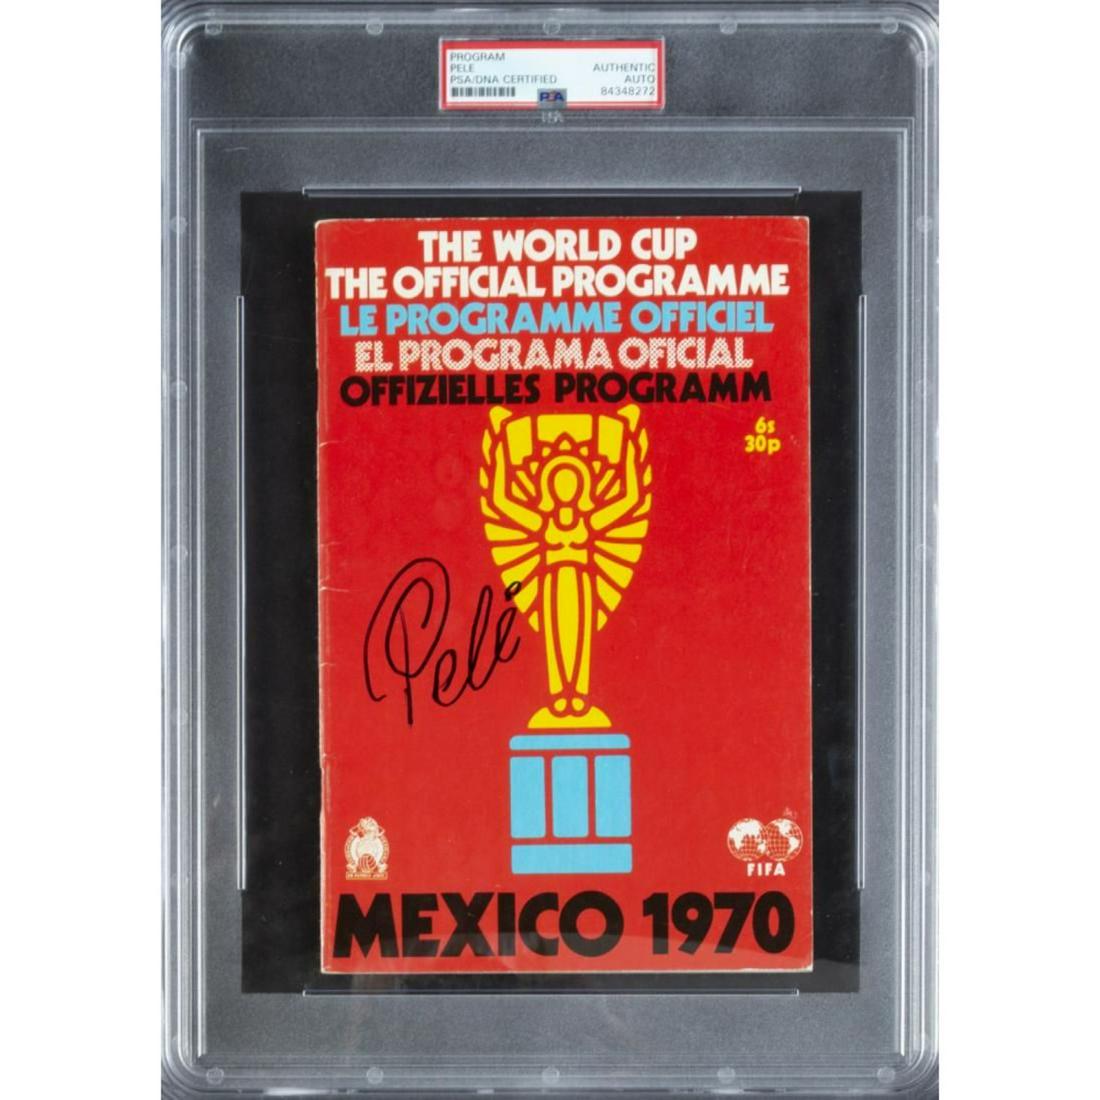 PROGRAM
PELE
PSA/DNA CERTIFIED
AUTHENTIC
AUTO
84348272
PSA
THE WORLD CUP
THE OFFICIAL PROGRAMME
LE PROGRAMME OFFICIEL
EL PROGRAMA OFICIAL
OFFIZIELLES PROGRAMM
6s
30p
Pelé
FIFA
MEXICO 1970